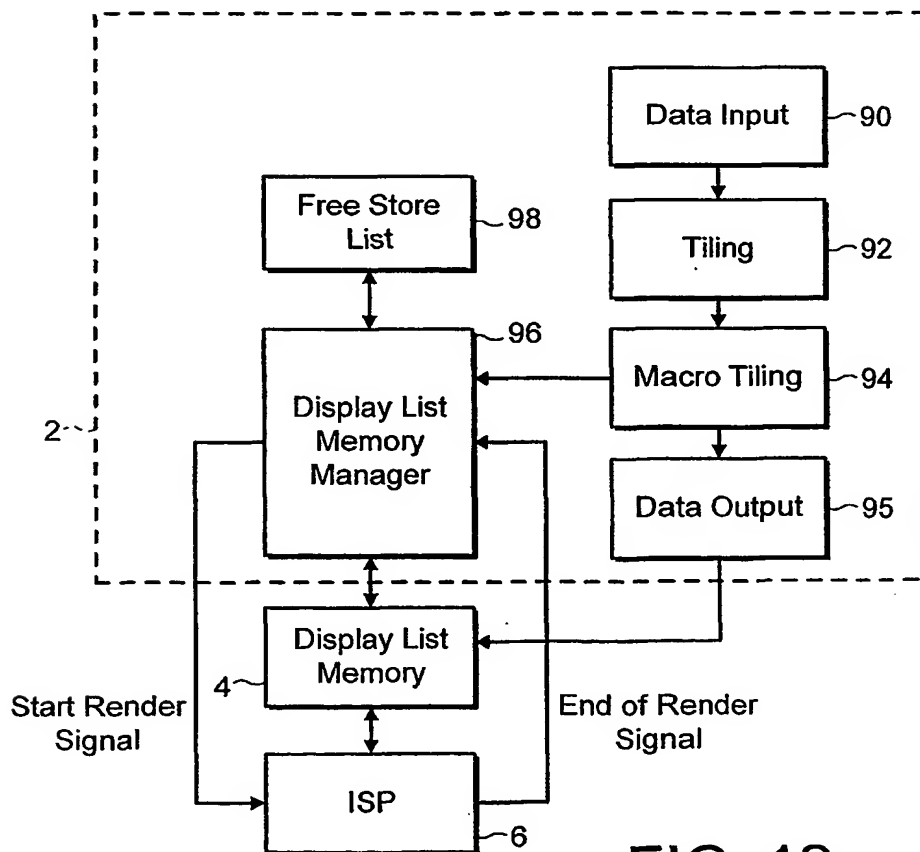 Data Input
90
Free Store
List
98
Tiling
92
96
Macro Tiling
94
Display List
Memory
Manager
2
Data Output
95
Display List
Memory
4
Start Render
Signal
End of Render
Signal
ISP
6
FIG.